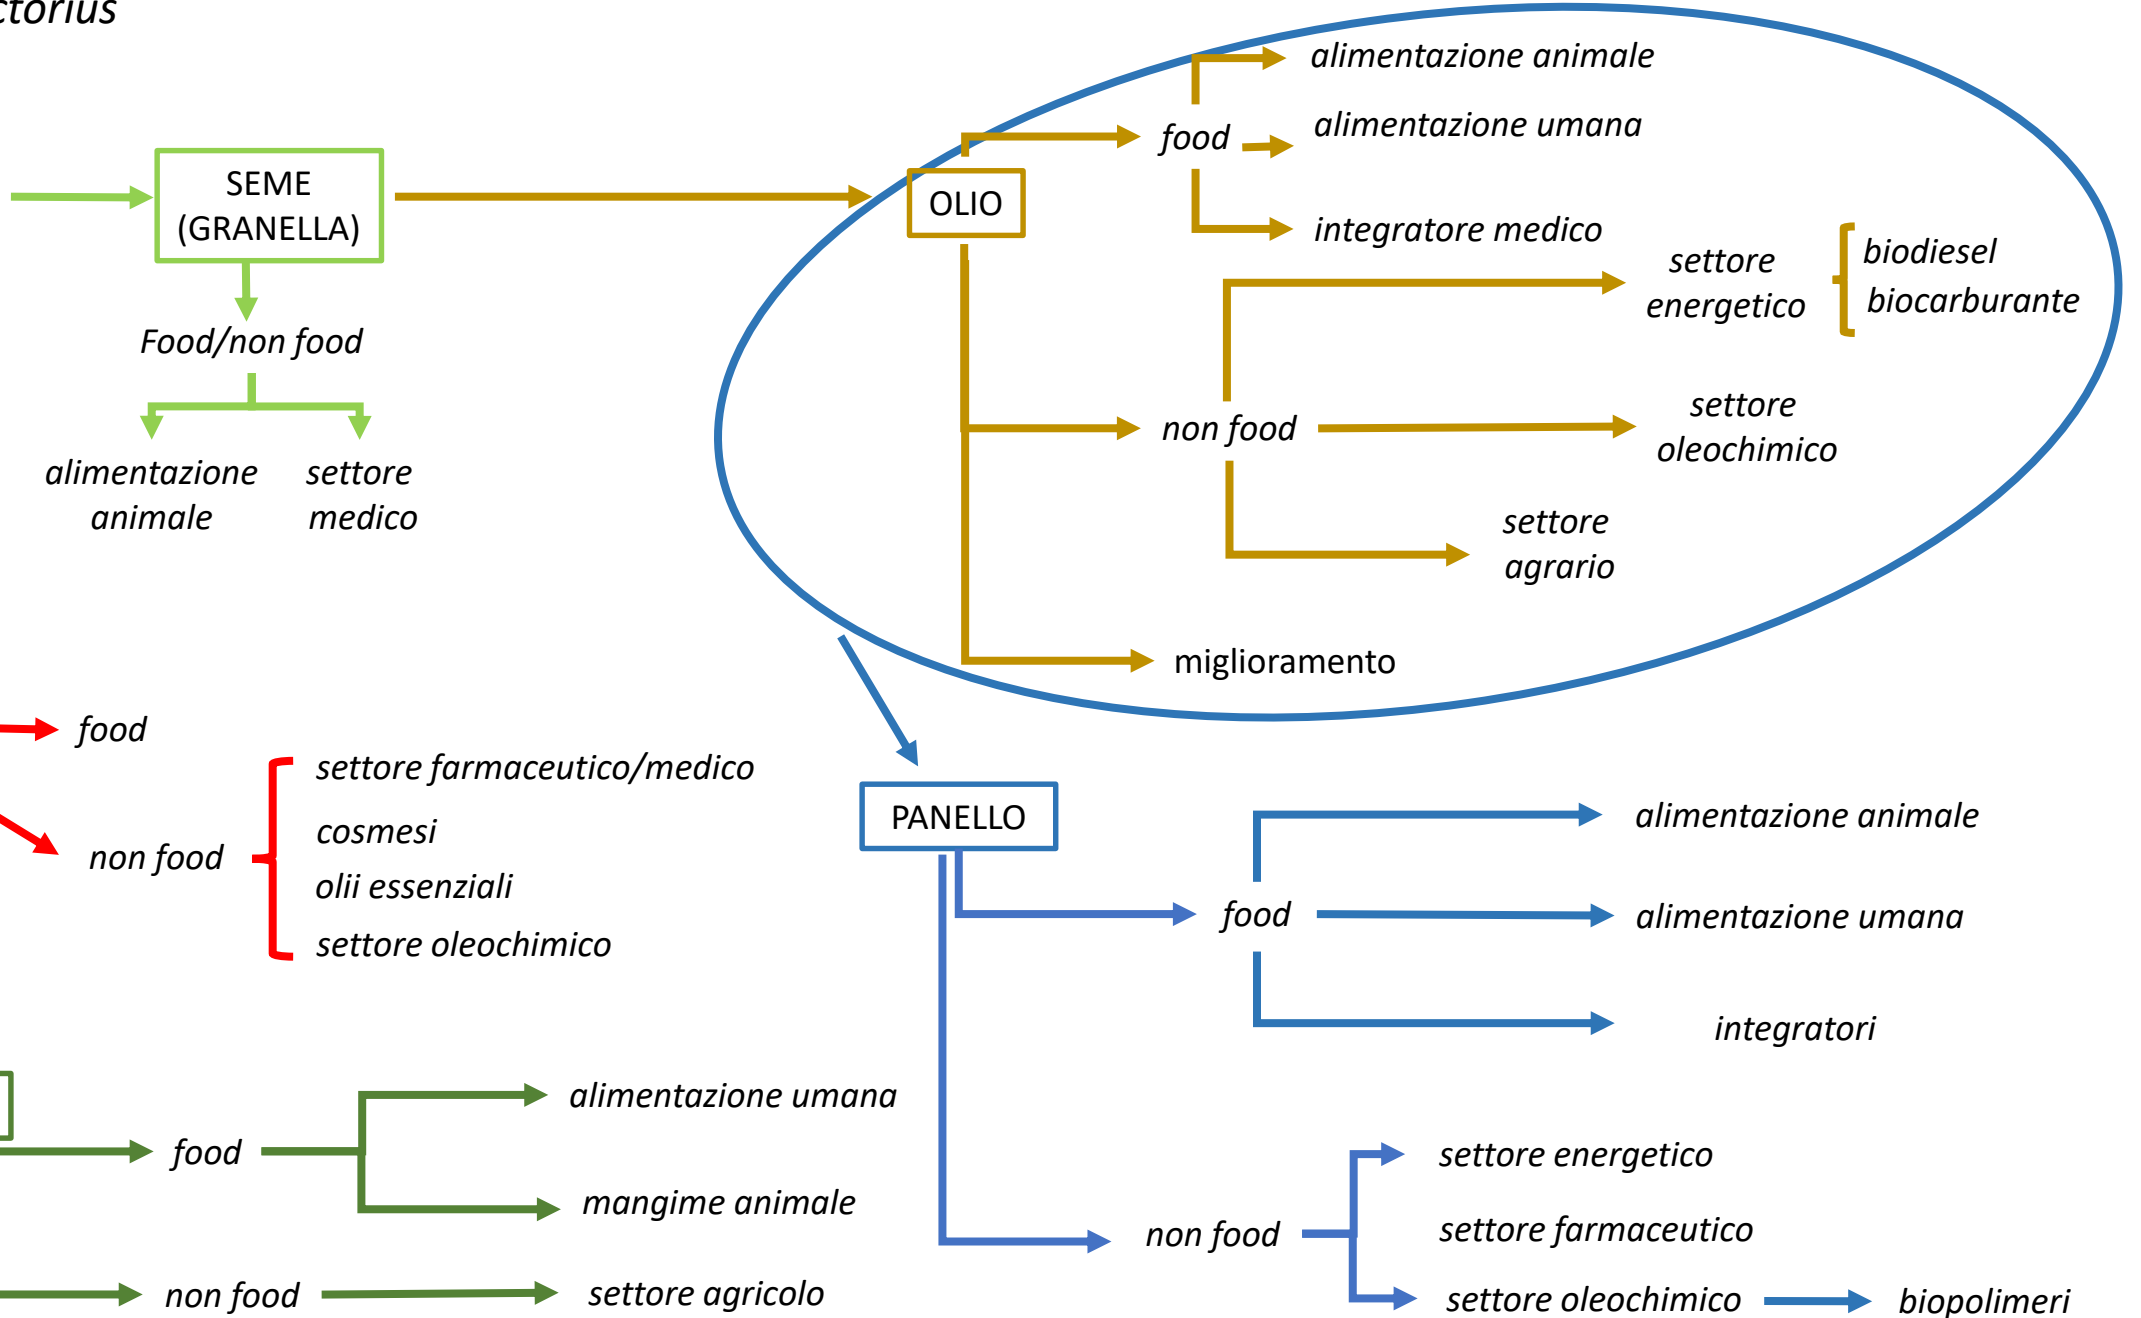 alimentazione animale
alimentazione umana
food
SEME
(GRANELLA)
OLIO
integratore medico
settore
energetico
biodiesel
biocarburante
Food/non food
alimentazione
animale
settore
medico
non food
settore
oleochimico
settore
agrario
miglioramento
food
settore farmaceutico/medico
cosmesi
non food
olii essenziali
settore oleochimico
PANELLO
alimentazione animale
food
alimentazione umana
integratori
alimentazione umana
food
mangime animale
non food
settore agricolo
settore energetico
non food
settore farmaceutico
settore oleochimico
biopolimeri